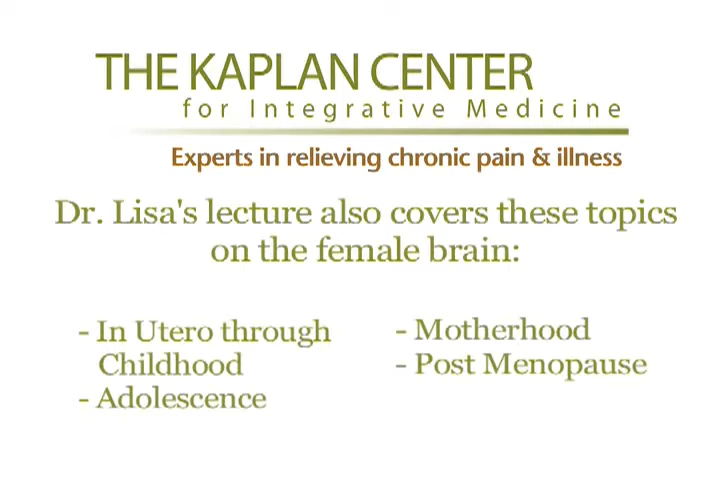 THE KAPLAN CENTER
for Integrative Medicine
Experts in relieving chronic pain & illness
Dr. Lisa's lecture also covers these topics
on the female brain:
- In Utero through
Childhood
- Adolescence
- Motherhood
- Post Menopause